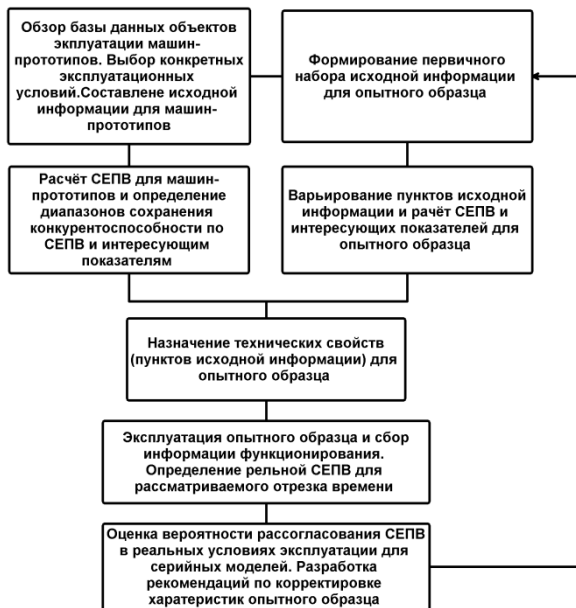 Обзор базы данных объектов
экплуатации машин-
прототипов. Выбор конкретных
эксплуатационных
условий.Составлене исходной
информации для машин-
прототипов
Формирование первичного
набора исходной информации
для опытного образца
Расчёт СЕПВ для машин-
прототипов и определение
диапазонов сохранения
конкурентоспособности по
СЕПВ и интересующим
показателям
Варьирование пунктов исходной
информации и рачёт СЕПВ и
интересующих показателей для
опытного образца
Назначение технических свойств
(пунктов исходной информации) для
опытного образца
Эксплуатация опытного образца и сбор
информации функционирования.
Определение рельной СЕПВ для
рассматриваемого отрезка времени
Оценка вероятности рассогласования СЕПВ
в реальных условиях эксплуатации для
серийных моделей. Разработка
рекомендаций по корректировке
харатеристик опытного образца